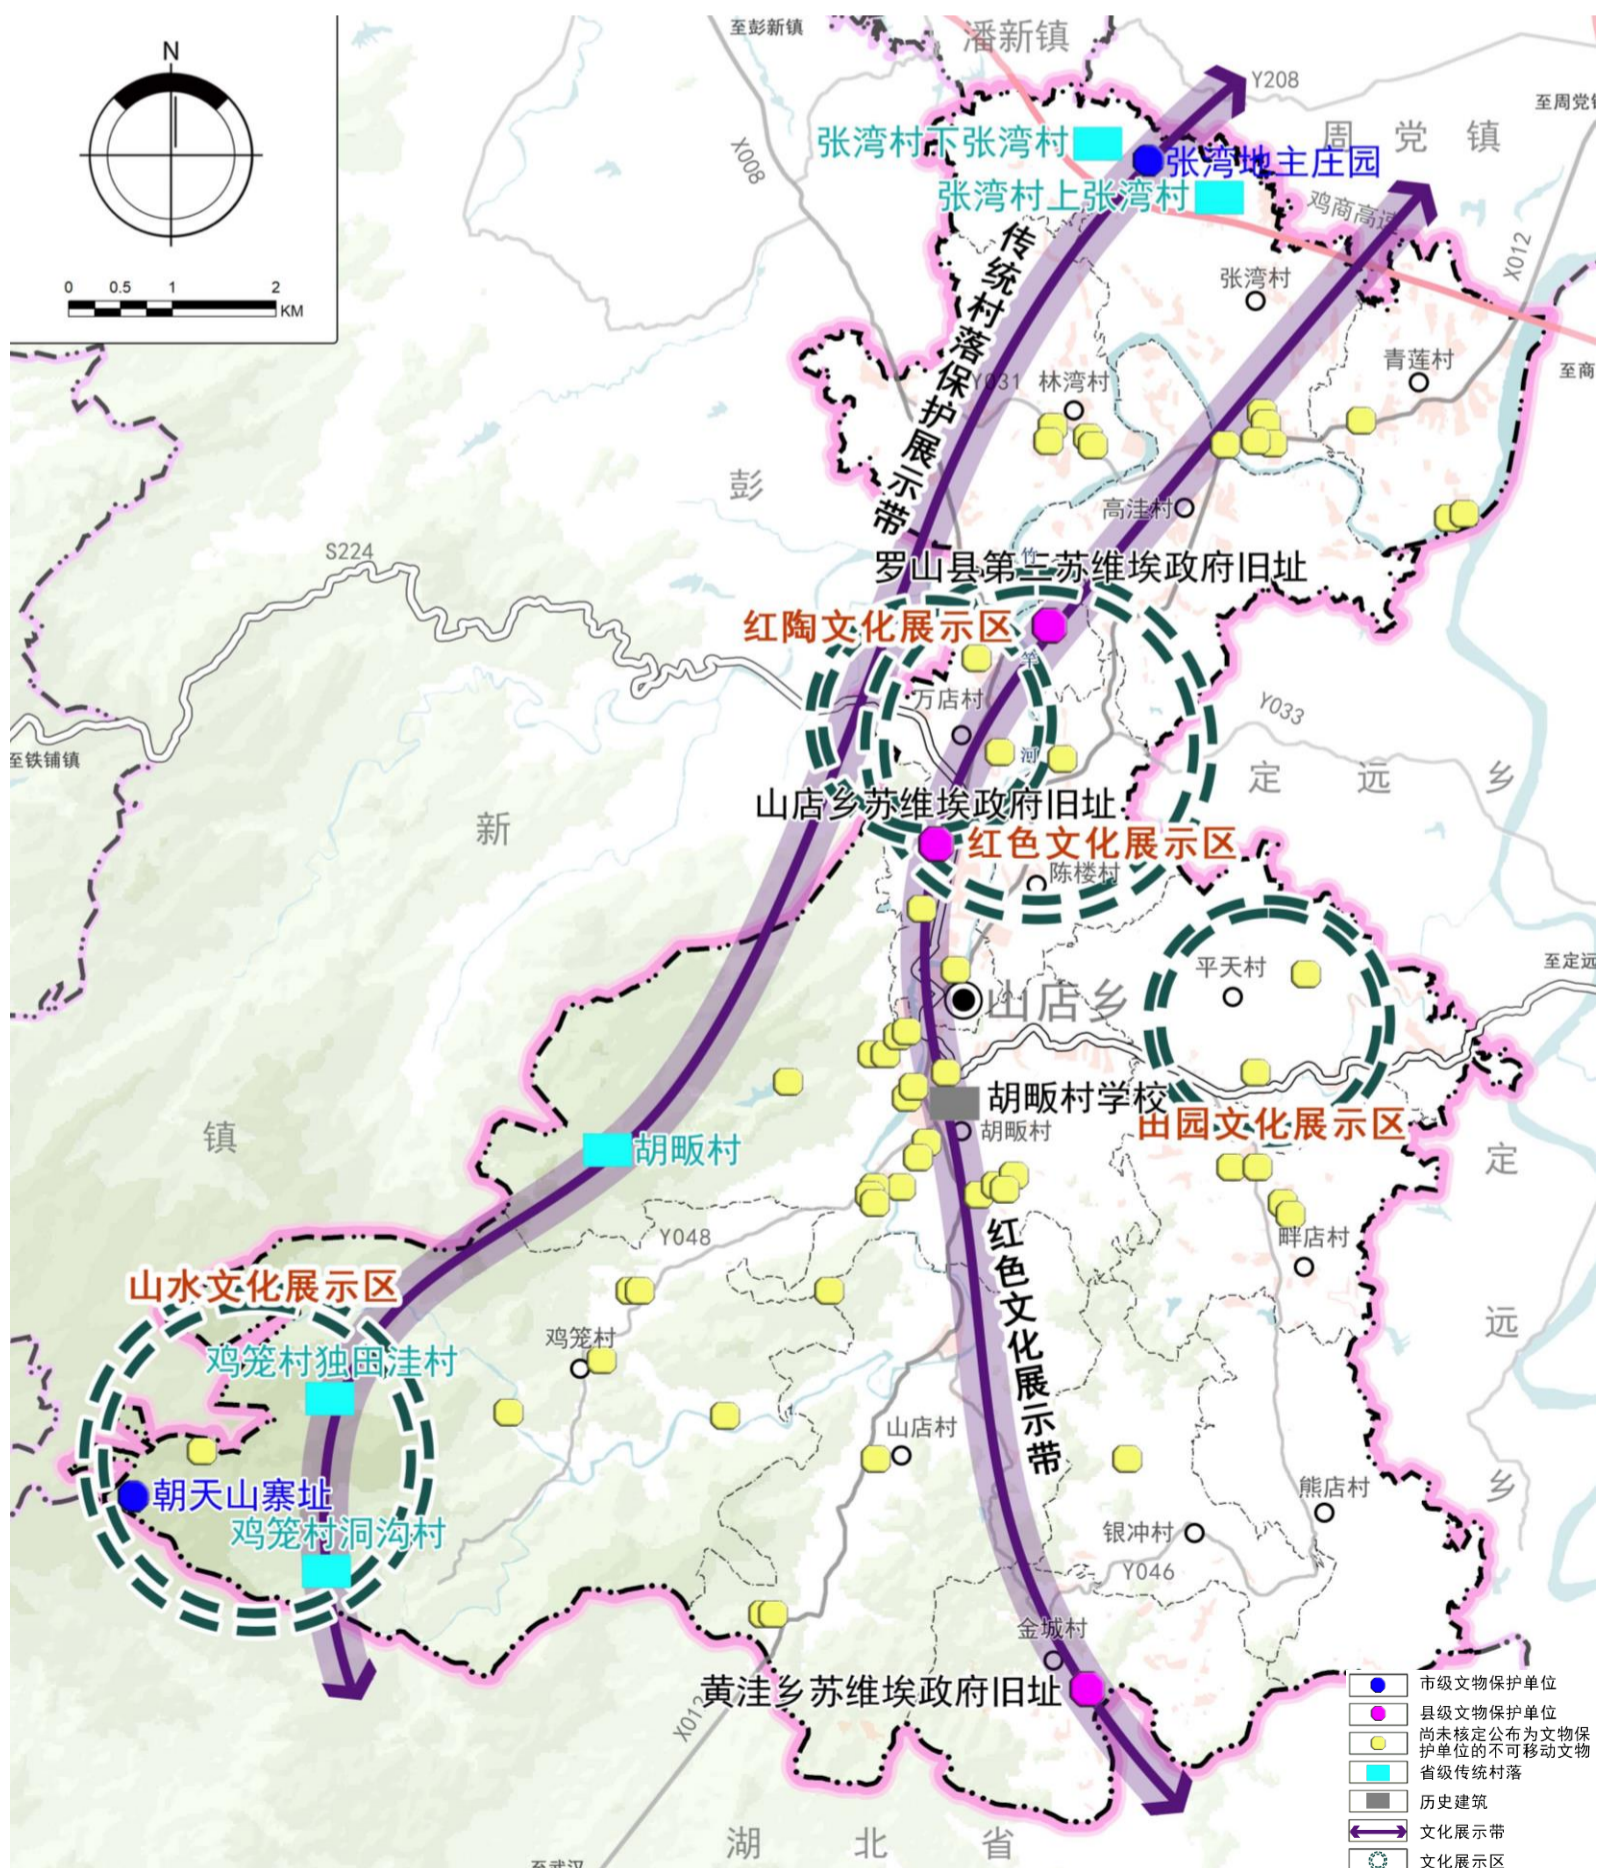 至彭新镇
潘新镇
N
Y208
至周党
周党镇
X008
张湾村下张湾村
张湾地主庄园
张湾村上张湾村
鸡商高速
X012
传统村落保护展示带
张湾村
0 0.5 1 2
KM
青莲村
至商
Y031
林湾村
彭
高洼村
S224
竹
罗山县第三苏维埃政府旧址
红陶文化展示区
竿
万店村
Y033
河
至铁铺镇
定远乡
山店乡苏维埃政府旧址
新
红色文化展示区
陈楼村
平天村
至定远
山店乡
胡畈村学校
田园文化展示区
镇
胡畈村
胡畈村
定
Y048
畔店村
红色文化展示带
山水文化展示区
远
鸡笼村
鸡笼村独田洼村
山店村
乡
朝天山寨址
熊店村
鸡笼村洞沟村
银冲村
Y046
金城村
黄洼乡苏维埃政府旧址
X012
市级文物保护单位
县级文物保护单位
尚未核定公布为文物保
护单位的不可移动文物
省级传统村落
历史建筑
文化展示带
文化展示区
湖北省
至武汉